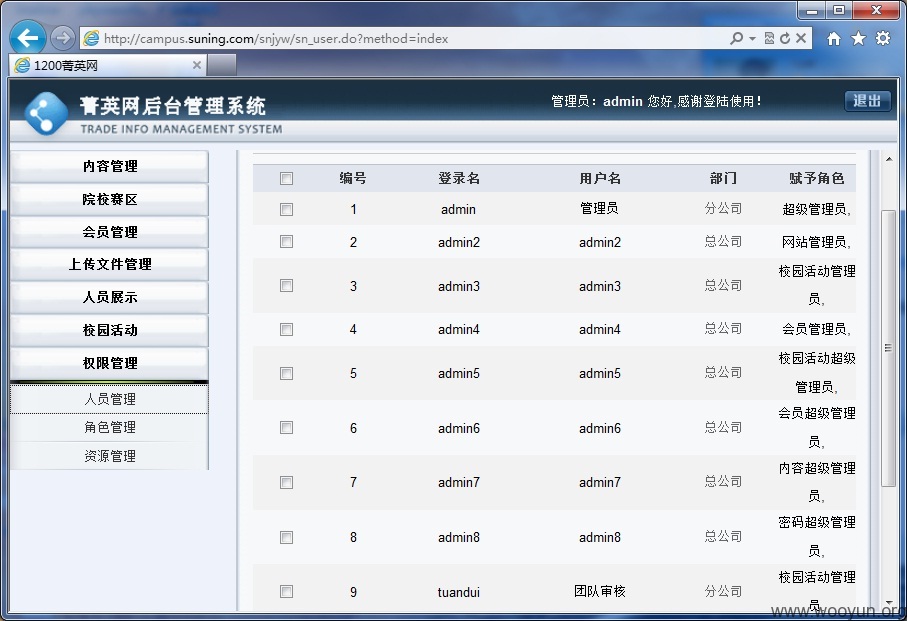 http://campus.suning.com/snjyw/sn_user.do?method=index
1200菁英网
菁英网后台管理系统
TRADE INFO MANAGEMENT SYSTEM
管理员：admin 您好,感谢登陆使用！
退出
内容管理
院校赛区
会员管理
上传文件管理
人员展示
校园活动
权限管理
人员管理
角色管理
资源管理
编号 登录名 用户名 部门 赋予角色
1 admin 管理员 分公司 超级管理员,
2 admin2 admin2 总公司 网站管理员,
3 admin3 admin3 总公司 校园活动管理
员,
4 admin4 admin4 总公司 会员管理员,
5 admin5 admin5 总公司 校园活动超级
管理员,
6 admin6 admin6 总公司 会员超级管理
员,
7 admin7 admin7 总公司 内容超级管理
员,
8 admin8 admin8 总公司 密码超级管理
员,
9 tuandui 团队审核 分公司 校园活动管理
员,
www.wooyun.org